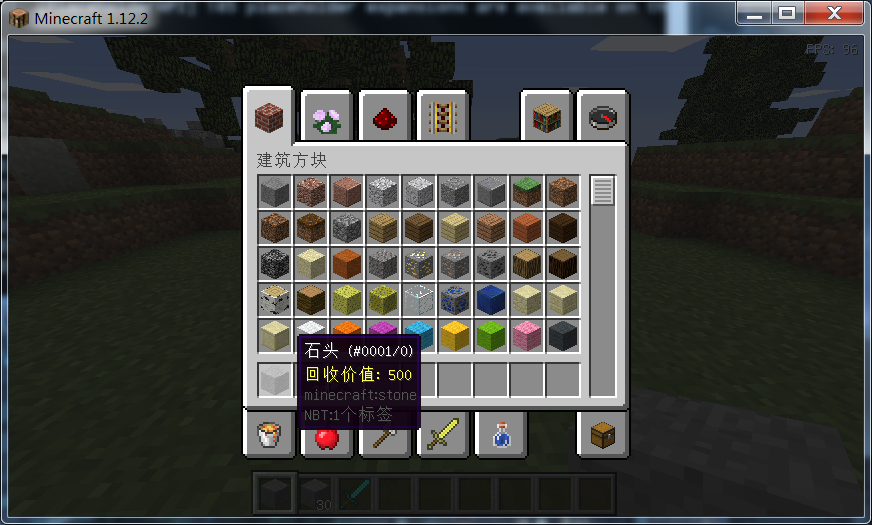 Minecraft 1.12.2
FPS: 96
建筑方块
石头 (#0001/0)
回收价值: 500
minecraft:stone
NBT:1个标签
30